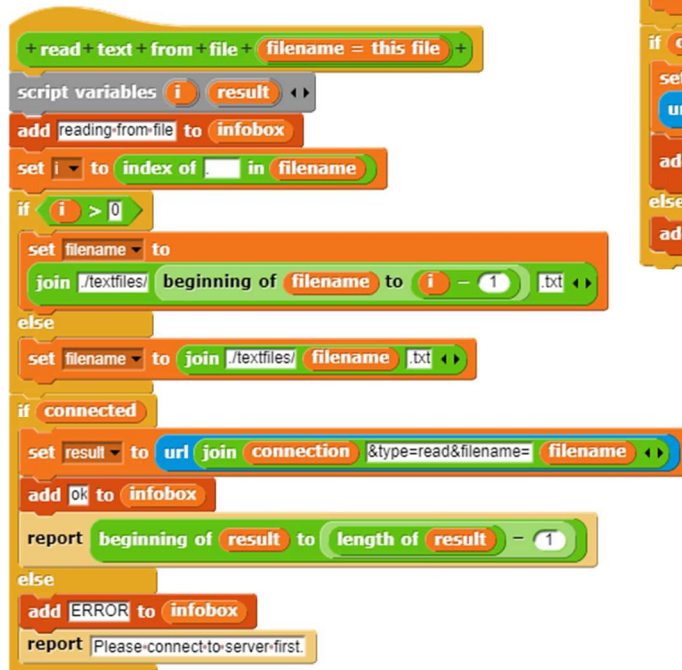 + read + text + from + file + filename = this file +
script variables i result
add reading from file to infobox
set i to index of . in filename
if i > 0
set filename to
join ./textfiles/ beginning of filename to i - 1 .txt
else
set filename to join ./textfiles/ filename .txt
if connected
set result to url join connection &type=read&filename= filename
add ok to infobox
report beginning of result to length of result - 1
else
add ERROR to infobox
report Please connect to server first.
if
ad
else
ad